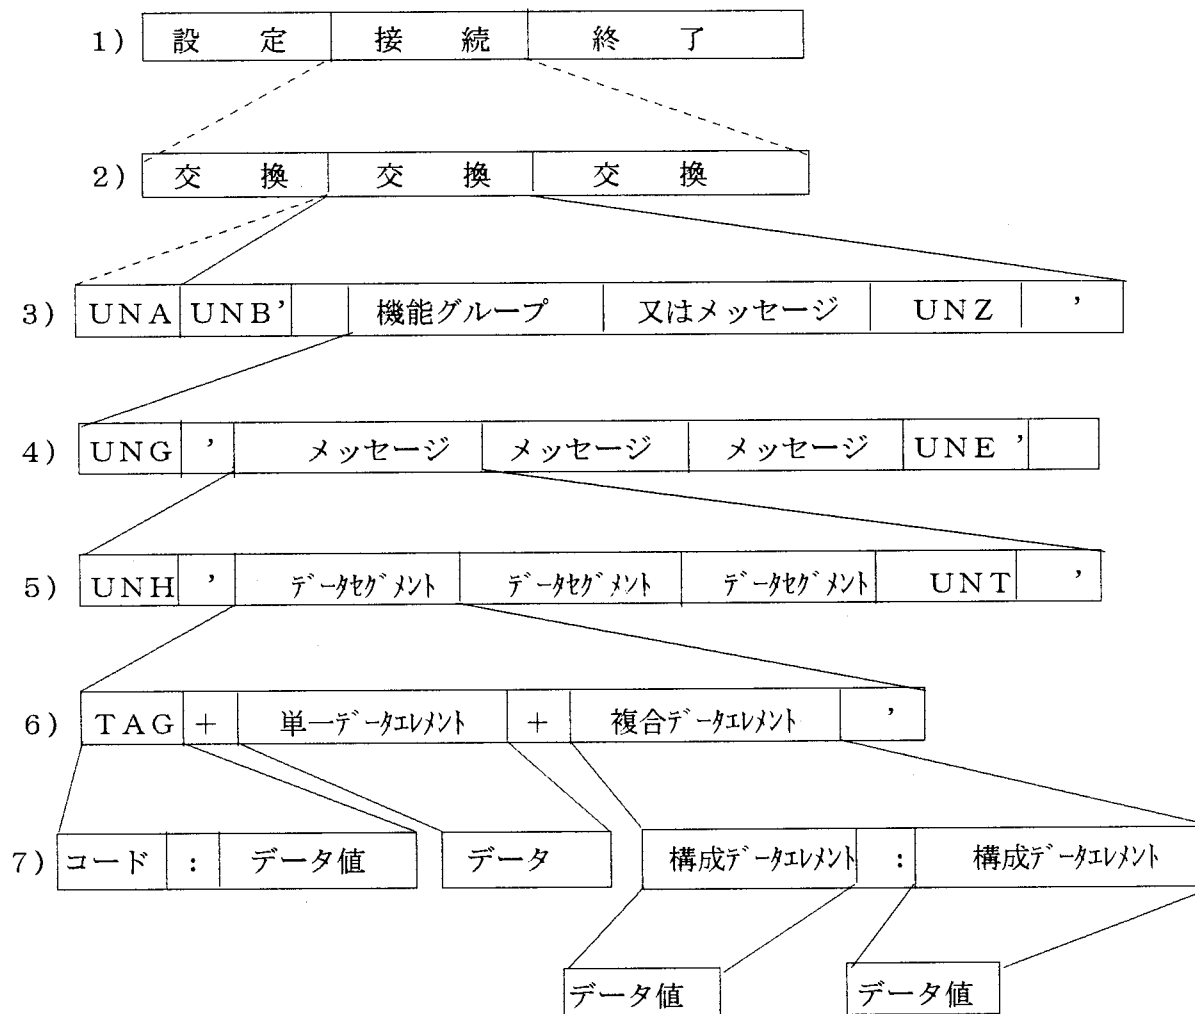 1) 設 定 接 続 終 了
2) 交 換 交 換 交 換
3) UNA UNB’ 機能グループ 又はメッセージ UNZ ’
4) UNG ’ メッセージ メッセージ メッセージ UNE ’
5) UNH ’ データセグメント データセグメント データセグメント UNT ’
6) TAG + 単一データエレメント + 複合データエレメント ’
7) コード : データ値 データ 構成データエレメント : 構成データエレメント
データ値 データ値